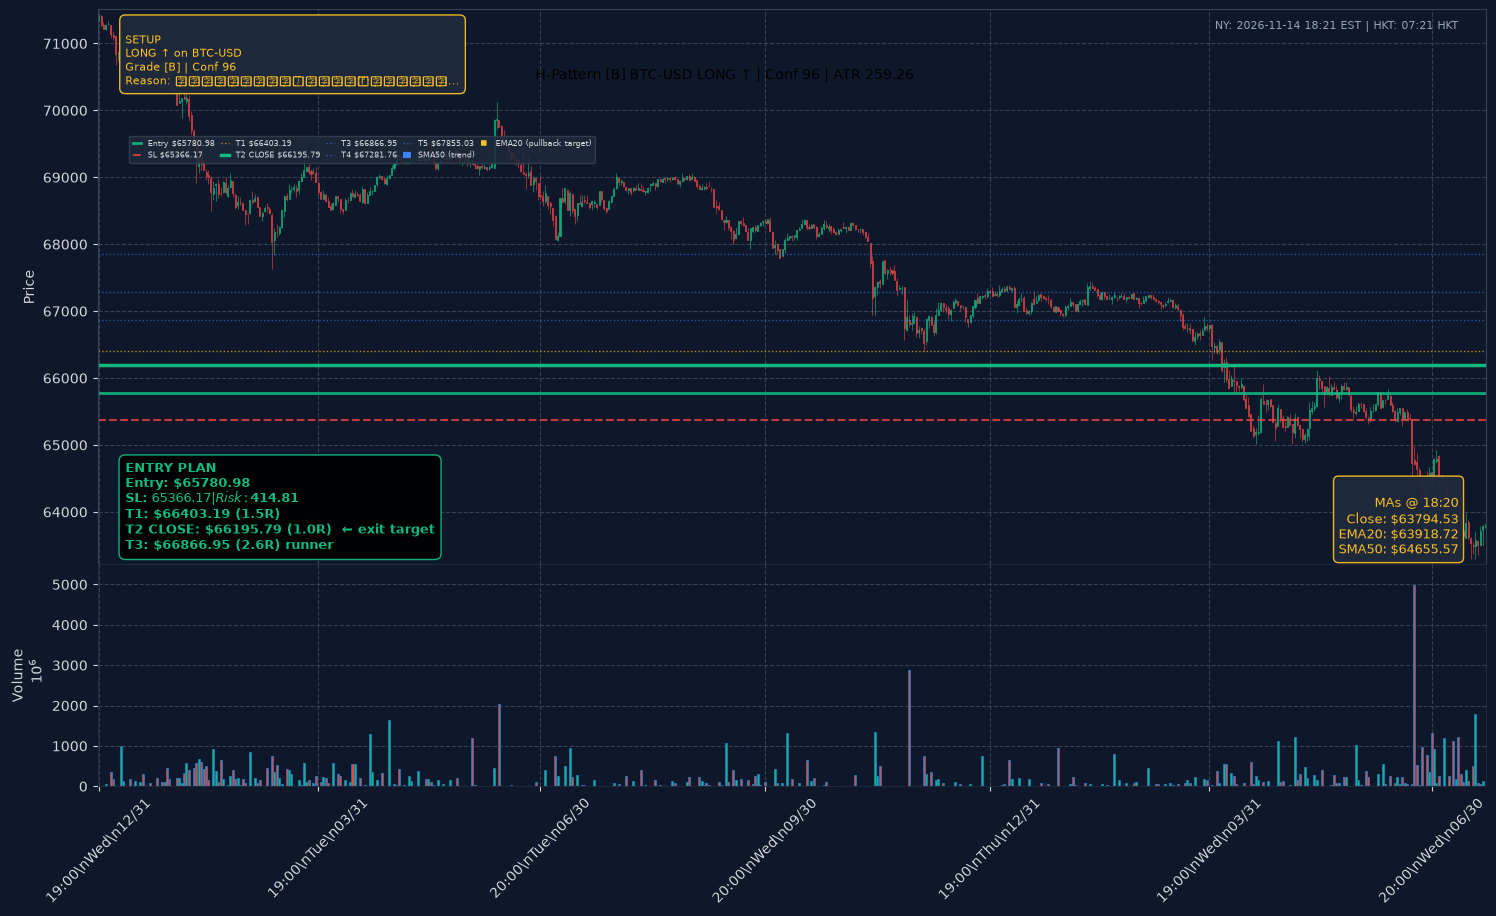 NY: 2026-11-14 18:21 EST | HKT: 07:21 HKT
SETUP
LONG ↑ on BTC-USD
Grade [B] | Conf 96
Reason:
H-Pattern [B] BTC-USD LONG ↑ | Conf 96 | ATR 259.26
Entry $65780.98
SL $65366.17
T1 $66403.19
T2 CLOSE $66195.79
T3 $66866.95
T4 $67281.76
T5 $67855.03
SMA50 (trend)
EMA20 (pullback target)
Price
71000
70000
69000
68000
67000
66000
65000
64000
ENTRY PLAN
Entry: $65780.98
SL: 65366.17|Risk:414.81
T1: $66403.19 (1.5R)
T2 CLOSE: $66195.79 (1.0R) ← exit target
T3: $66866.95 (2.6R) runner
MAs @ 18:20
Close: $63794.53
EMA20: $63918.72
SMA50: $64655.57
Volume
10⁶
5000
4000
3000
2000
1000
0
19:00\nWed\n12/31
19:00\nTue\n03/31
20:00\nTue\n06/30
20:00\nWed\n09/30
19:00\nThu\n12/31
19:00\nWed\n03/31
20:00\nWed\n06/30